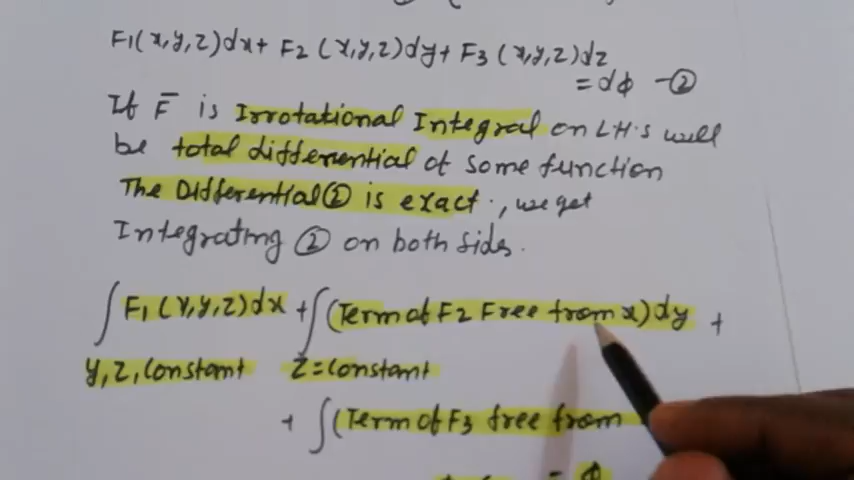 F1(x,y,z)dx+ F2 (x,y,z)dy+ F3 (x,y,z)dz
= dϕ -②
If F̄ is Irrotational Integral on LH.s will
be total differential of some function
The Differential ② is exact ., we get
Integrating ② on both sides.
∫ F1 (x,y,z)dx + ∫(Term of F2 Free from x)dy +
y,z,constant z=constant
+ ∫(Term of F3 free from
= ϕ